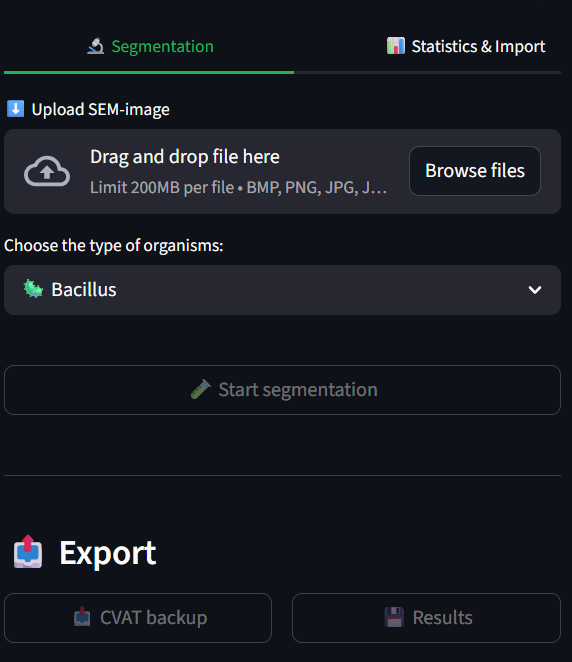 Segmentation
Statistics & Import
Upload SEM-image
Drag and drop file here
Limit 200MB per file • BMP, PNG, JPG, J…
Browse files
Choose the type of organisms:
Bacillus
Start segmentation
Export
CVAT backup
Results